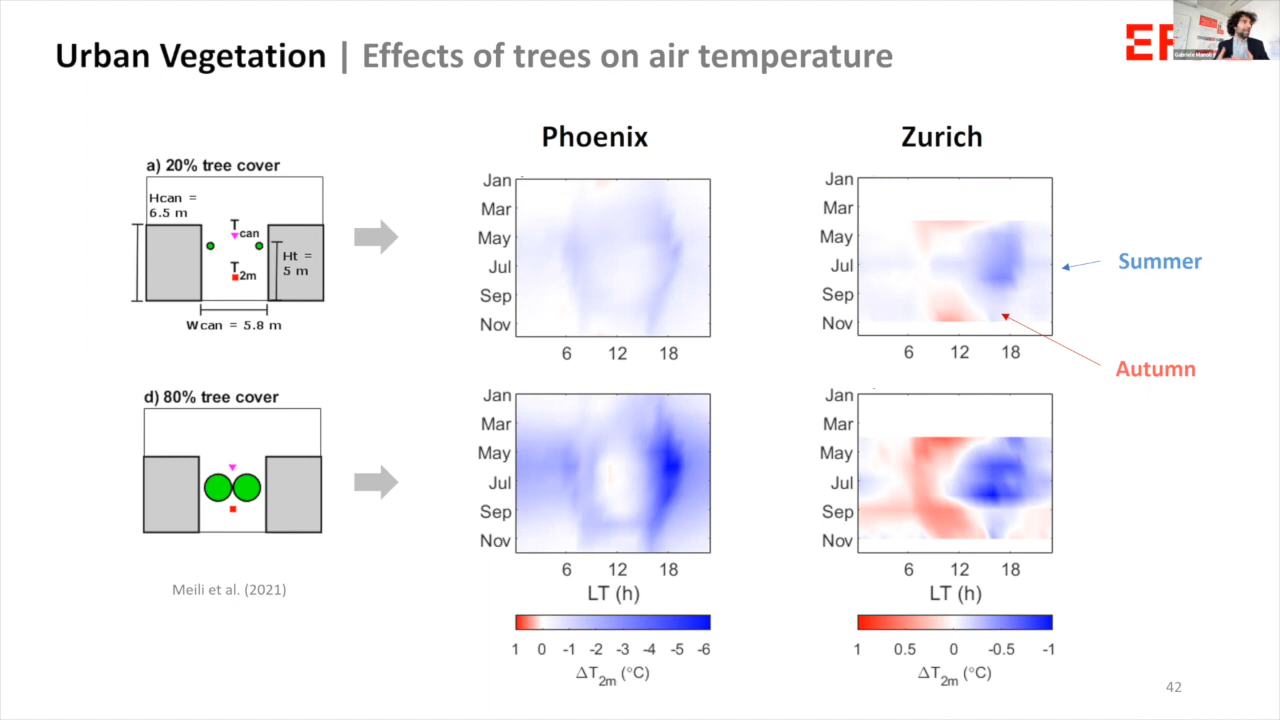 Urban Vegetation | Effects of trees on air temperature
Gabriele Manoli
Phoenix
Zurich
a) 20% tree cover
Hcan =
6.5 m
Tcan
Ht =
5 m
T2m
Wcan = 5.8 m
Jan
Mar
May
Jul
Sep
Nov
6 12 18
Jan
Mar
May
Jul
Sep
Nov
6 12 18
Summer
Autumn
d) 80% tree cover
Meili et al. (2021)
Jan
Mar
May
Jul
Sep
Nov
6 12 18
LT (h)
1 0 -1 -2 -3 -4 -5 -6
ΔT2m (°C)
Jan
Mar
May
Jul
Sep
Nov
6 12 18
LT (h)
1 0.5 0 -0.5 -1
ΔT2m (°C)
42